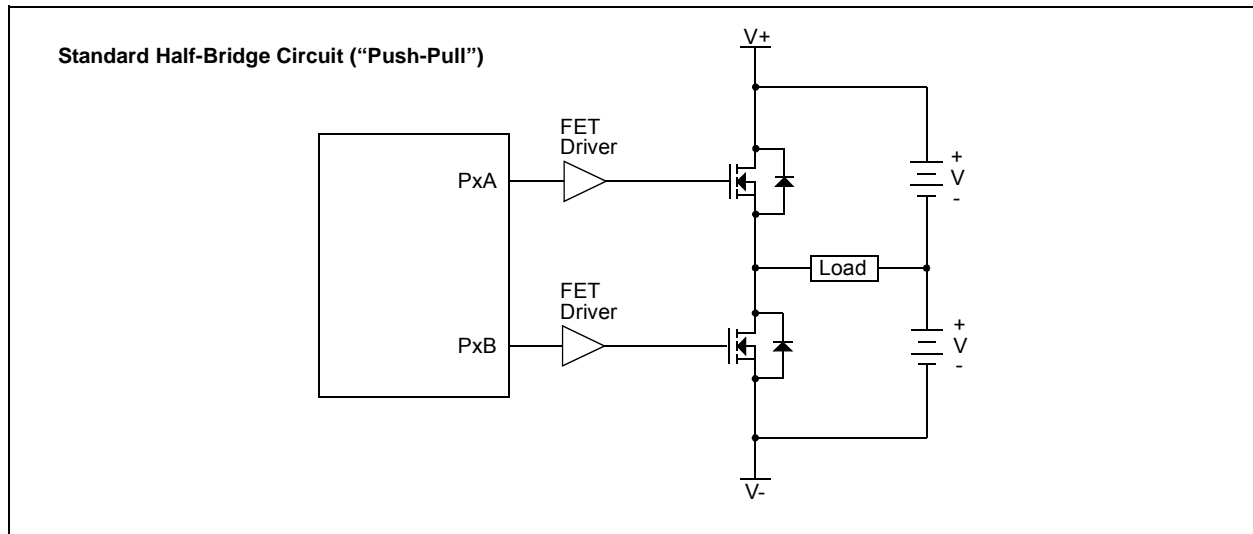 Standard Half-Bridge Circuit (“Push-Pull”)
V+
FET
Driver
PxA
+
V
-
Load
FET
Driver
PxB
+
V
-
V-